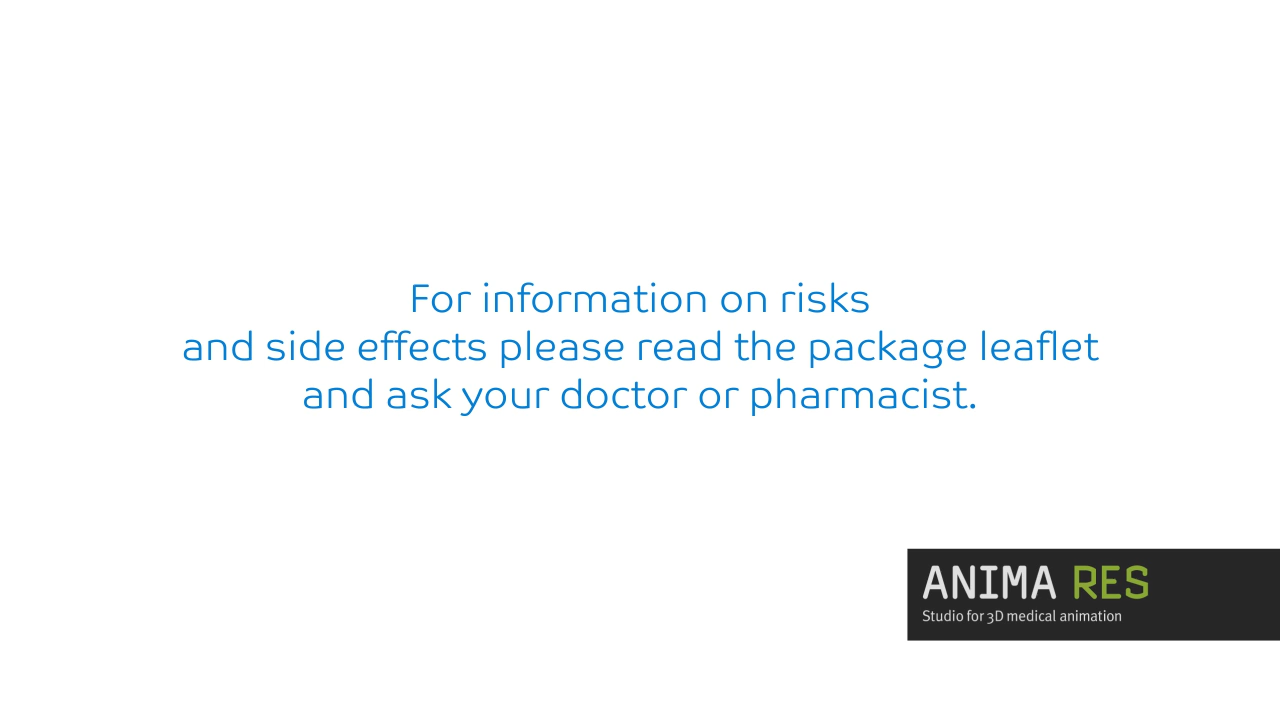 For information on risks
and side effects please read the package leaflet
and ask your doctor or pharmacist.
ANIMA RES
Studio for 3D medical animation